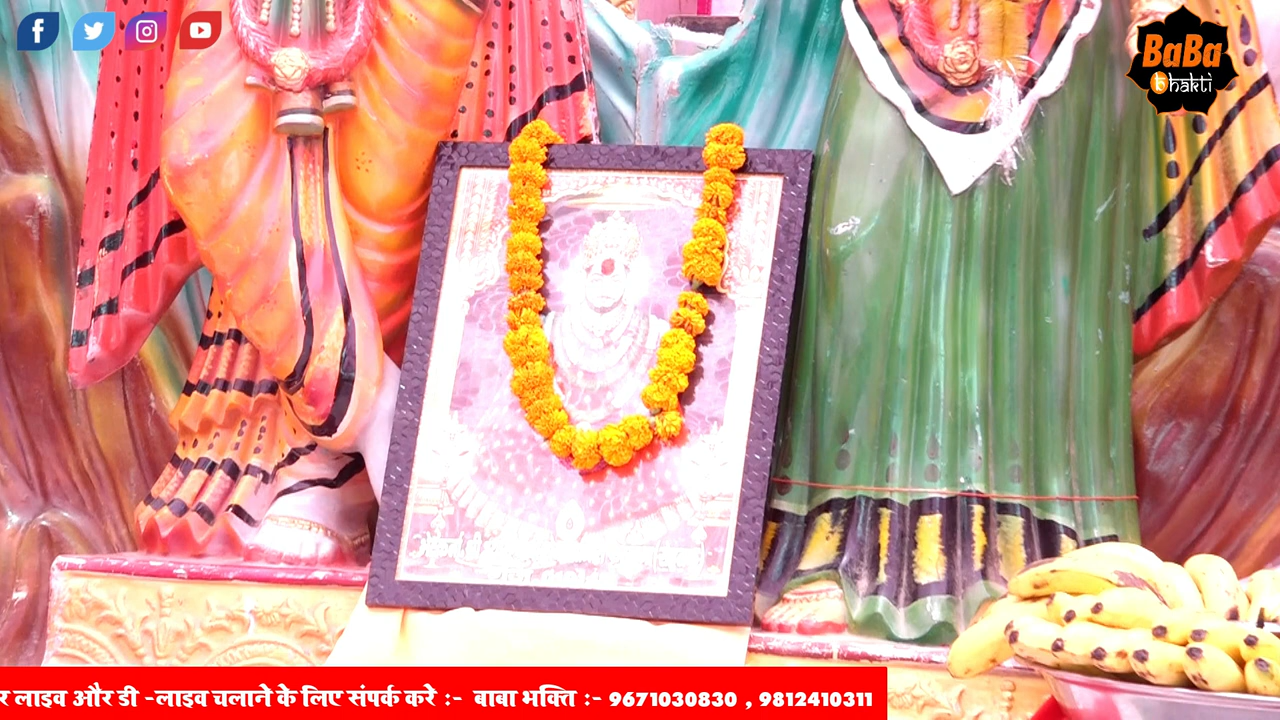 BaBa
bhakti
र लाइव और डी -लाइव चलाने के लिए संपर्क करे :- बाबा भक्ति :- 9671030830 , 9812410311